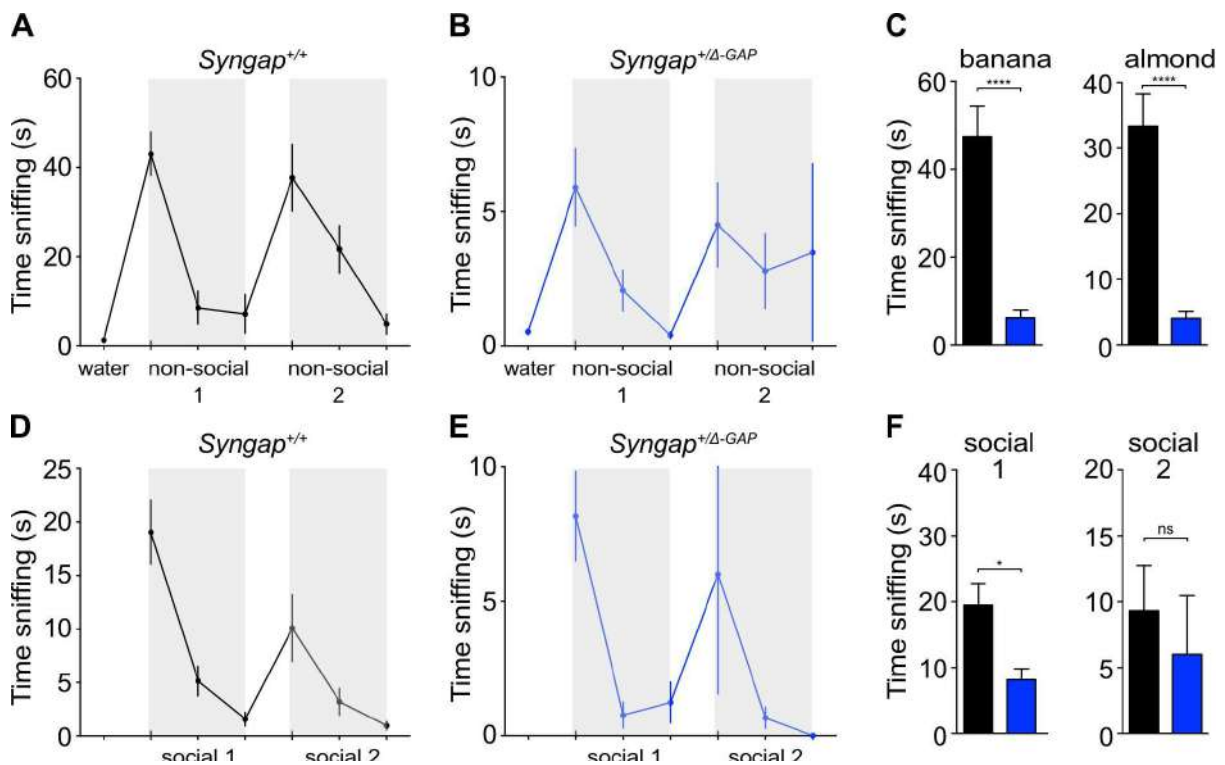 A
Syngap+/+
Time sniffing (s)
60
40
20
0
water
non-social
1
non-social
2
B
Syngap+/Δ-GAP
Time sniffing (s)
10
5
0
water
non-social
1
non-social
2
C
banana
Time sniffing (s)
60
40
20
0
****
almond
40
30
20
10
0
****
D
Syngap+/+
Time sniffing (s)
25
20
15
10
5
0
social 1
social 2
E
Syngap+/Δ-GAP
Time sniffing (s)
10
5
0
social 1
social 2
F
social
1
Time sniffing (s)
40
30
20
10
0
*
social
2
20
15
10
5
0
ns